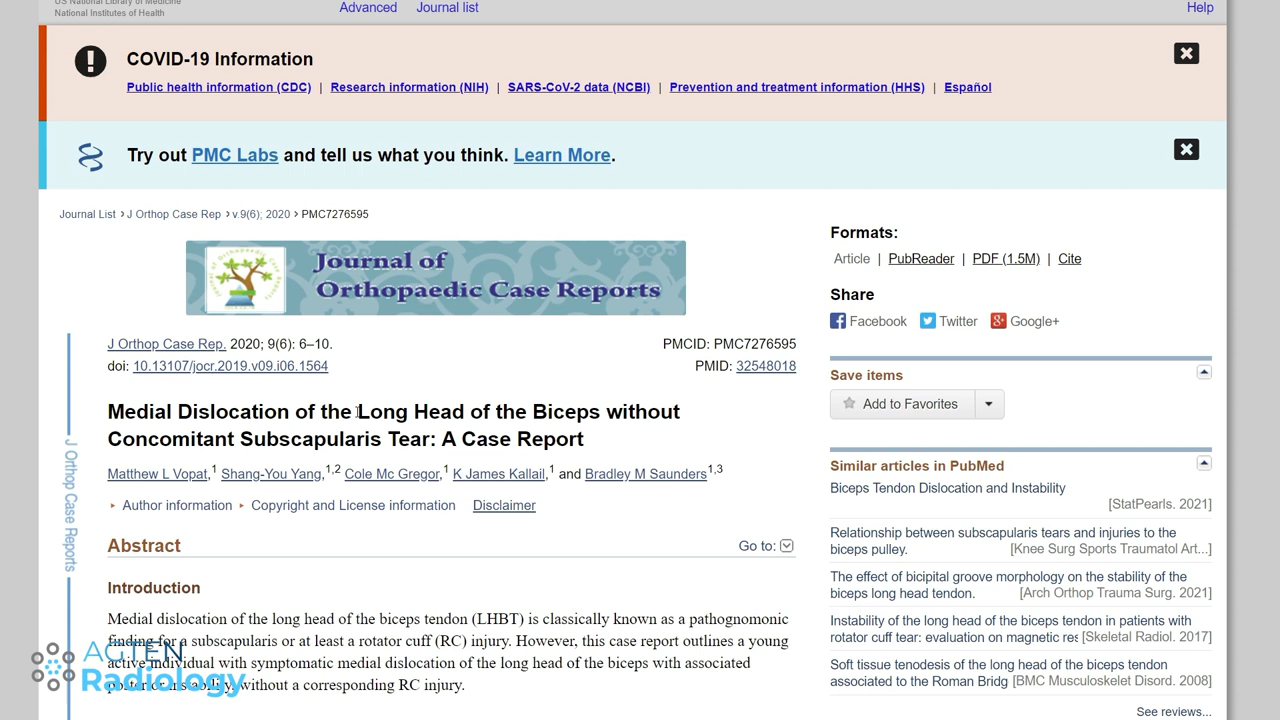 US National Library of Medicine
National Institutes of Health
Advanced Journal list Help
COVID-19 Information
Public health information (CDC) | Research information (NIH) | SARS-CoV-2 data (NCBI) | Prevention and treatment information (HHS) | Español
Try out PMC Labs and tell us what you think. Learn More.
Journal List › J Orthop Case Rep › v.9(6); 2020 › PMC7276595
Journal of
Orthopaedic Case Reports
J Orthop Case Rep. 2020; 9(6): 6–10. PMCID: PMC7276595
doi: 10.13107/jocr.2019.v09.i06.1564 PMID: 32548018
Medial Dislocation of the Long Head of the Biceps without
Concomitant Subscapularis Tear: A Case Report
Matthew L Vopat,1 Shang-You Yang,1,2 Cole Mc Gregor,1 K James Kallail,1 and Bradley M Saunders1,3
Author information Copyright and License information Disclaimer
J Orthop Case Reports
Abstract Go to:
Introduction
Medial dislocation of the long head of the biceps tendon (LHBT) is classically known as a pathognomonic
finding for a subscapularis or at least a rotator cuff (RC) injury. However, this case report outlines a young
active individual with symptomatic medial dislocation of the long head of the biceps with associated
posterior instability, without a corresponding RC injury.
AGTEN
Radiology
Formats:
Article | PubReader | PDF (1.5M) | Cite
Share
Facebook Twitter Google+
Save items
Add to Favorites
Similar articles in PubMed
Biceps Tendon Dislocation and Instability
[StatPearls. 2021]
Relationship between subscapularis tears and injuries to the
biceps pulley. [Knee Surg Sports Traumatol Art...]
The effect of bicipital groove morphology on the stability of the
biceps long head tendon. [Arch Orthop Trauma Surg. 2021]
Instability of the long head of the biceps tendon in patients with
rotator cuff tear: evaluation on magnetic res [Skeletal Radiol. 2017]
Soft tissue tenodesis of the long head of the biceps tendon
associated to the Roman Bridg [BMC Musculoskelet Disord. 2008]
See reviews...